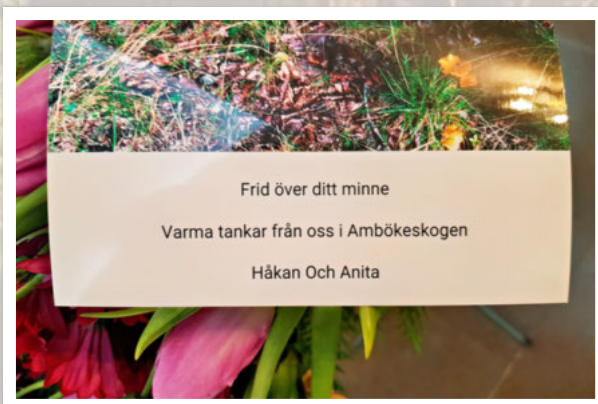 Frid över ditt minne
Varma tankar från oss i Ambökeskogen
Håkan Och Anita